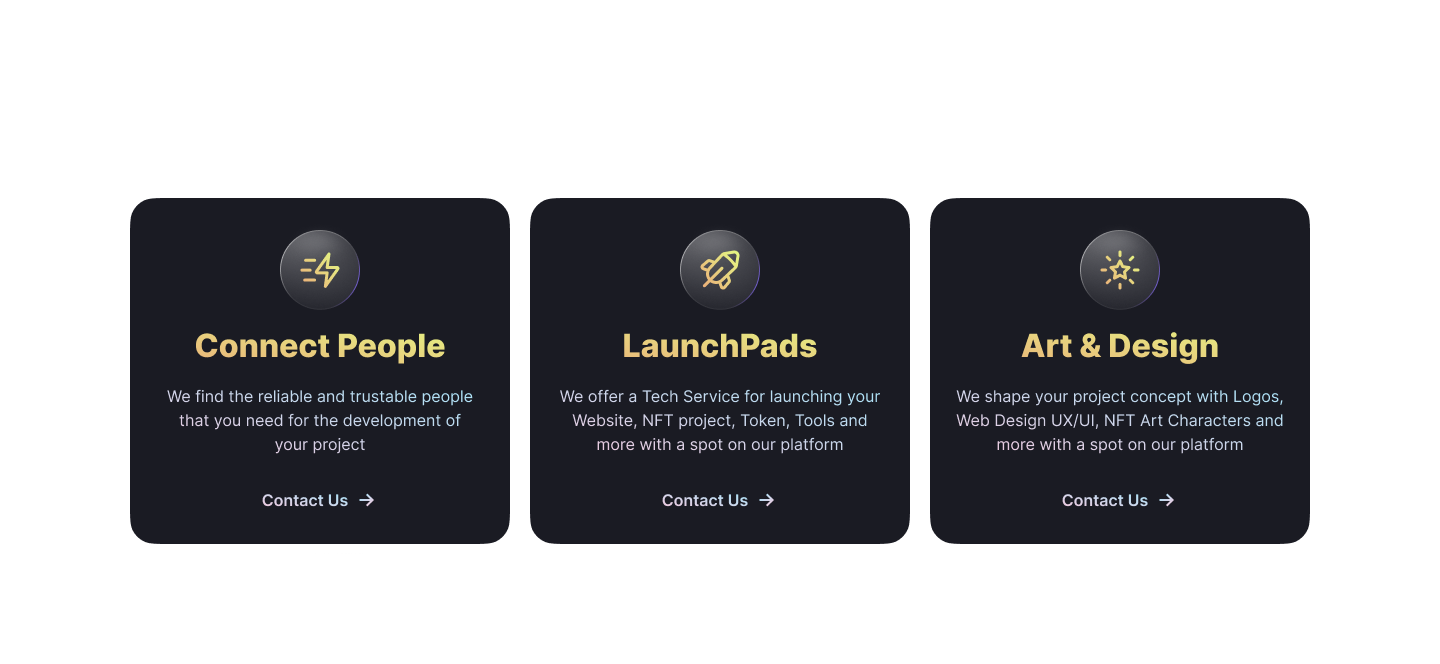 Connect People
We find the reliable and trustable people
that you need for the development of
your project
Contact Us
LaunchPads
We offer a Tech Service for launching your
Website, NFT project, Token, Tools and
more with a spot on our platform
Contact Us
Art & Design
We shape your project concept with Logos,
Web Design UX/UI, NFT Art Characters and
more with a spot on our platform
Contact Us